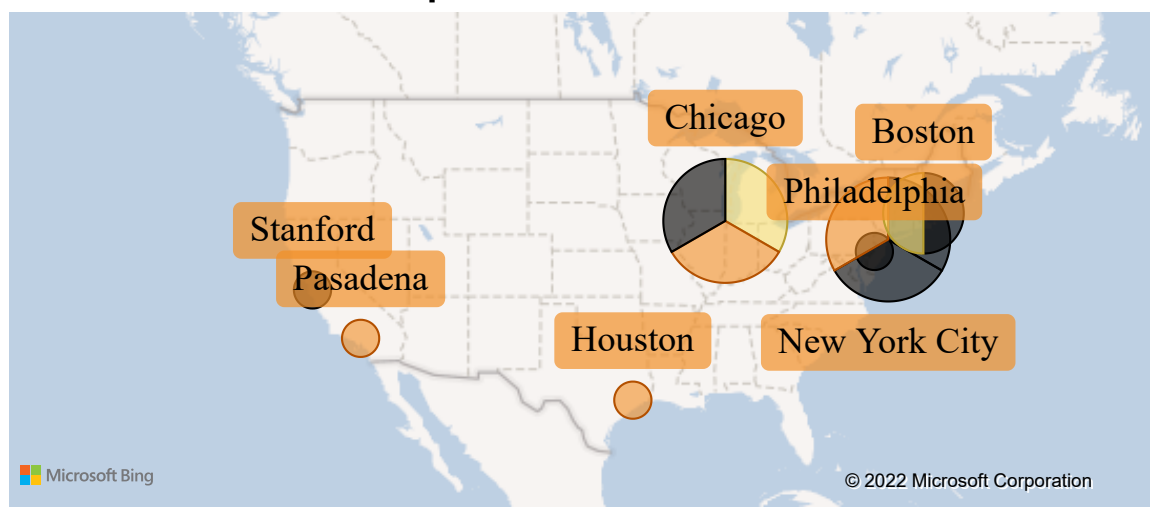 Chicago
Boston
Philadelphia
Stanford
Pasadena
Houston
New York City
Microsoft Bing
© 2022 Microsoft Corporation